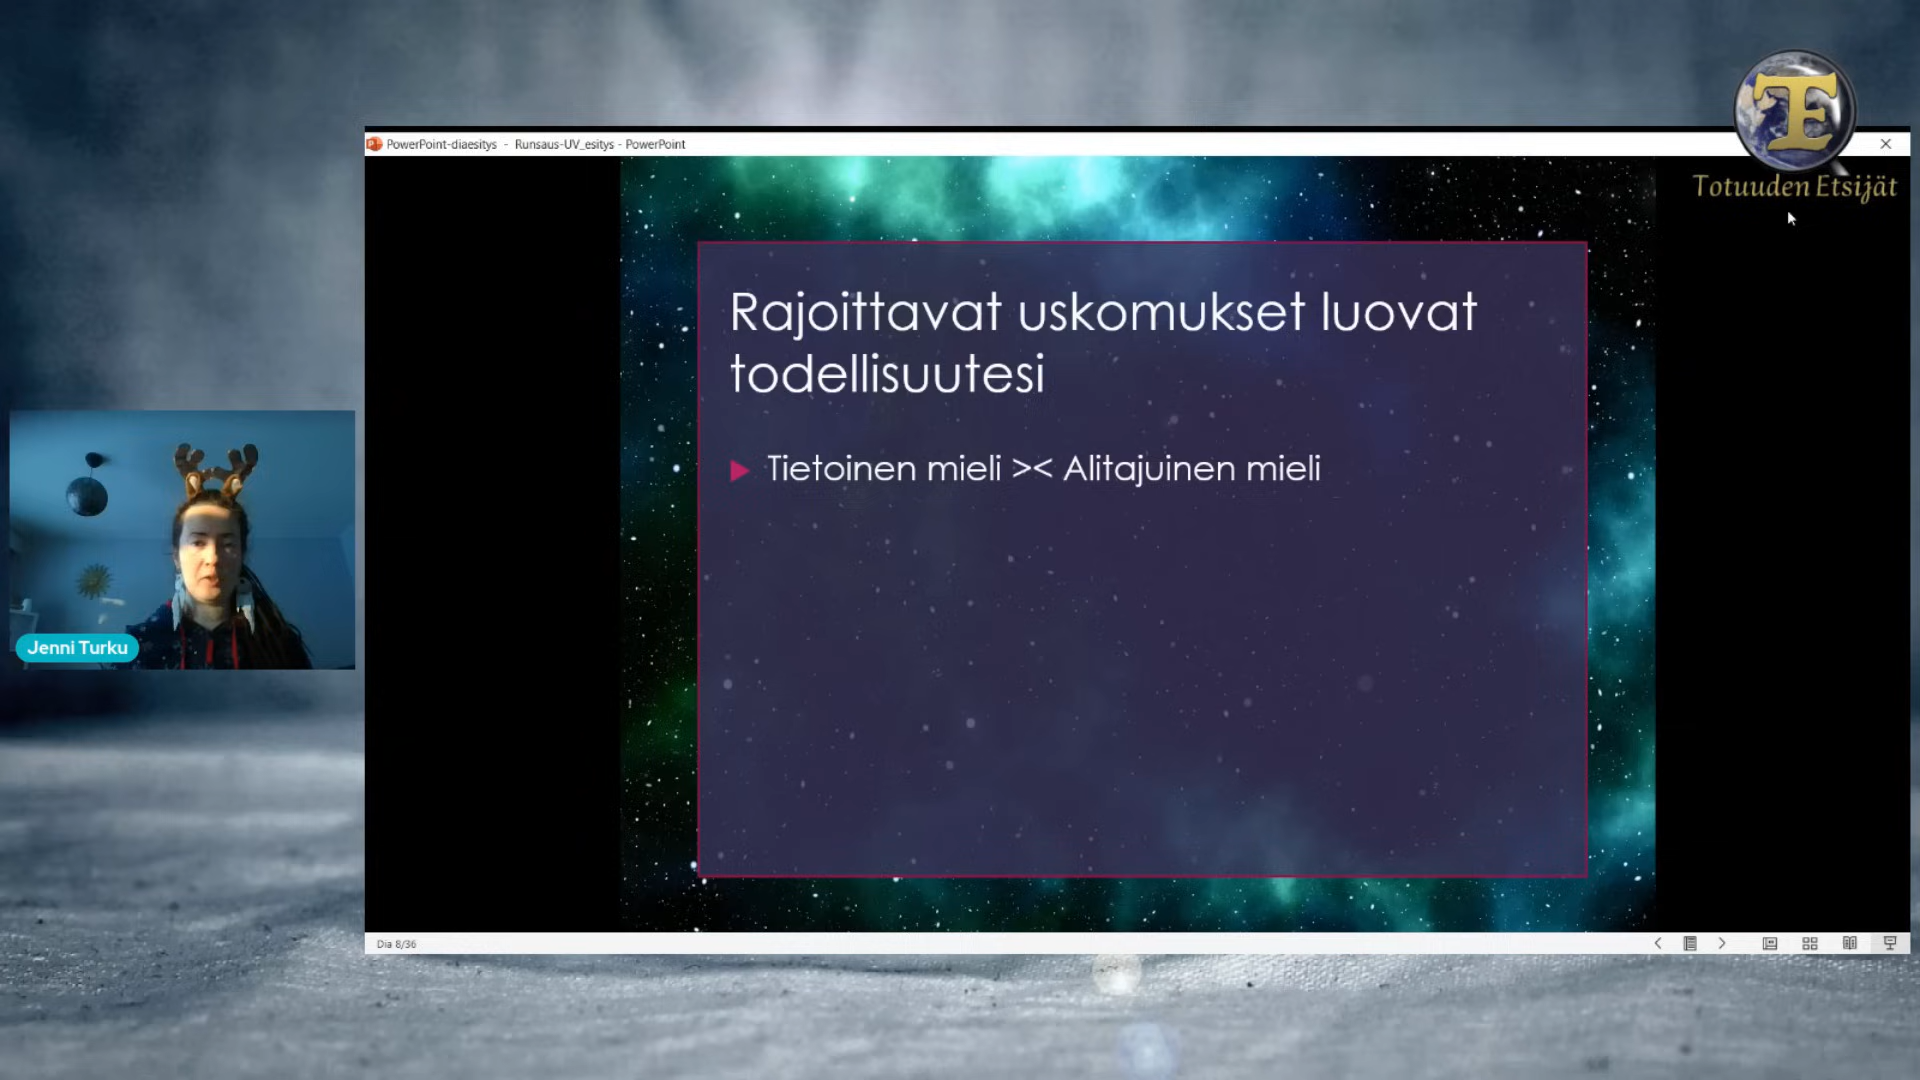 PowerPoint-diaesitys - Runsaus-UV_esitys - PowerPoint
TE
Totuuden Etsijät
Rajoittavat uskomukset luovat
todellisuutesi
Tietoinen mieli >< Alitajuinen mieli
Jenni Turku
Dia 8/36